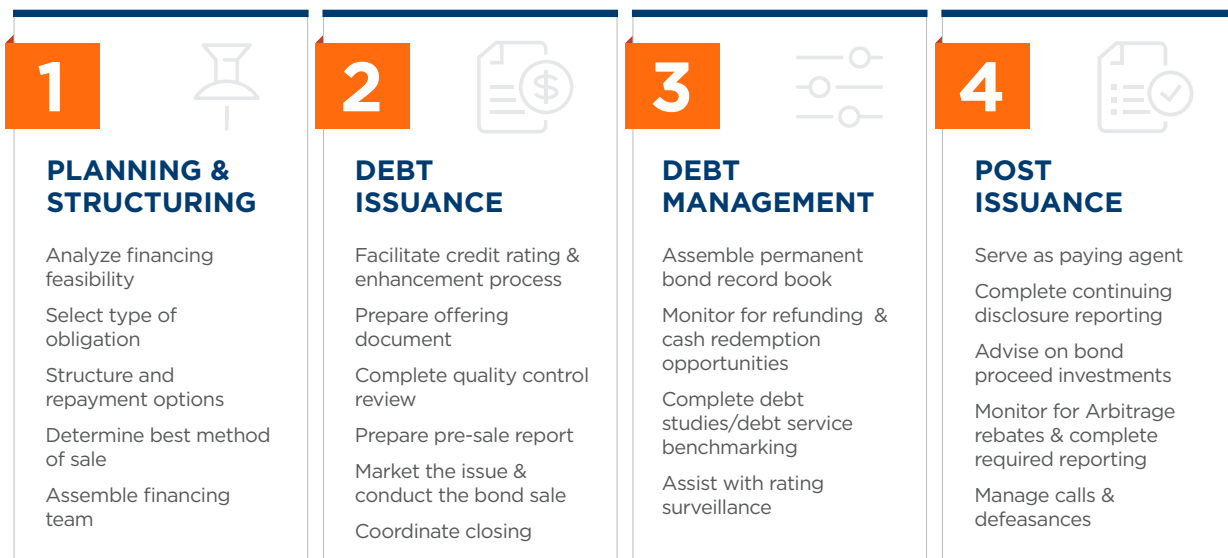 1
PLANNING &
STRUCTURING
Analyze financing
feasibility
Select type of
obligation
Structure and
repayment options
Determine best method
of sale
Assemble financing
team
2
DEBT
ISSUANCE
Facilitate credit rating &
enhancement process
Prepare offering
document
Complete quality control
review
Prepare pre-sale report
Market the issue &
conduct the bond sale
Coordinate closing
3
DEBT
MANAGEMENT
Assemble permanent
bond record book
Monitor for refunding  &
cash redemption
opportunities
Complete debt
studies/debt service
benchmarking
Assist with rating
surveillance
4
POST
ISSUANCE
Serve as paying agent
Complete continuing
disclosure reporting
Advise on bond
proceed investments
Monitor for Arbitrage
rebates & complete
required reporting
Manage calls &
defeasances